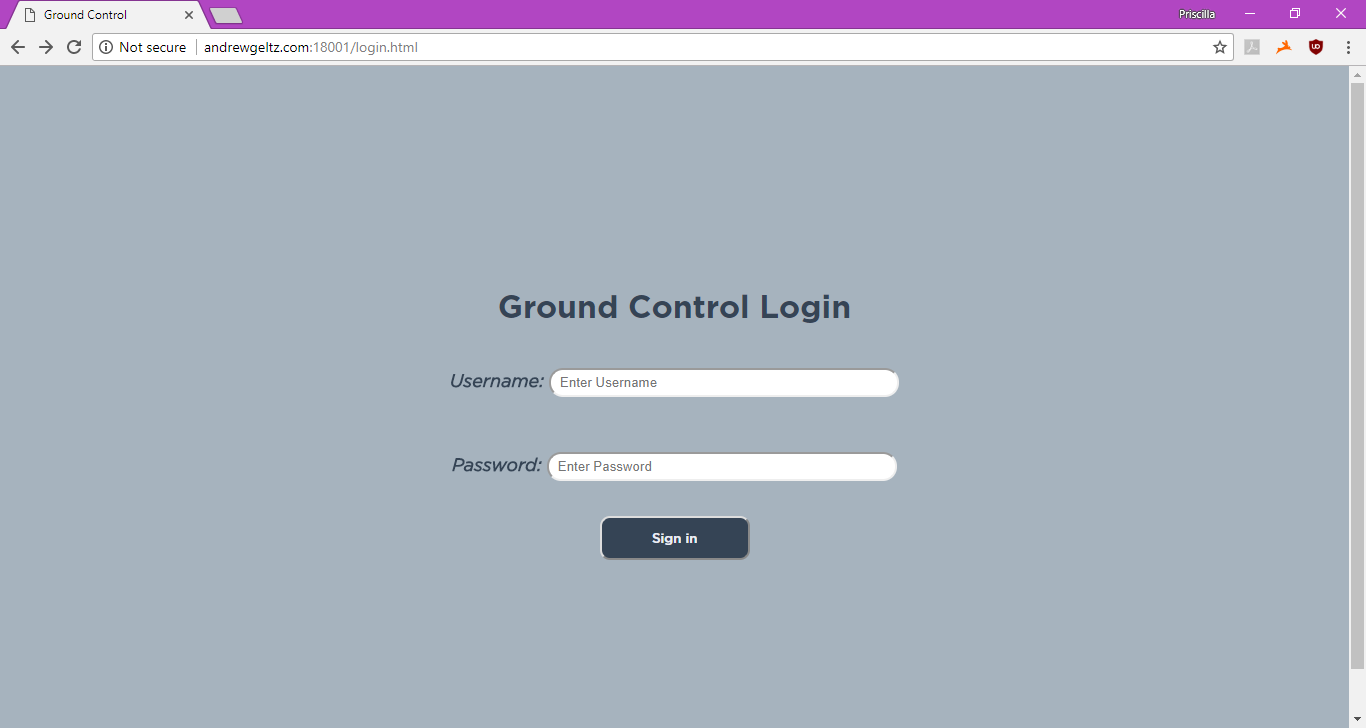 Ground Control
Priscilla
Not secure andrewgeltz.com:18001/login.html
Ground Control Login
Username: Enter Username
Password: Enter Password
Sign in